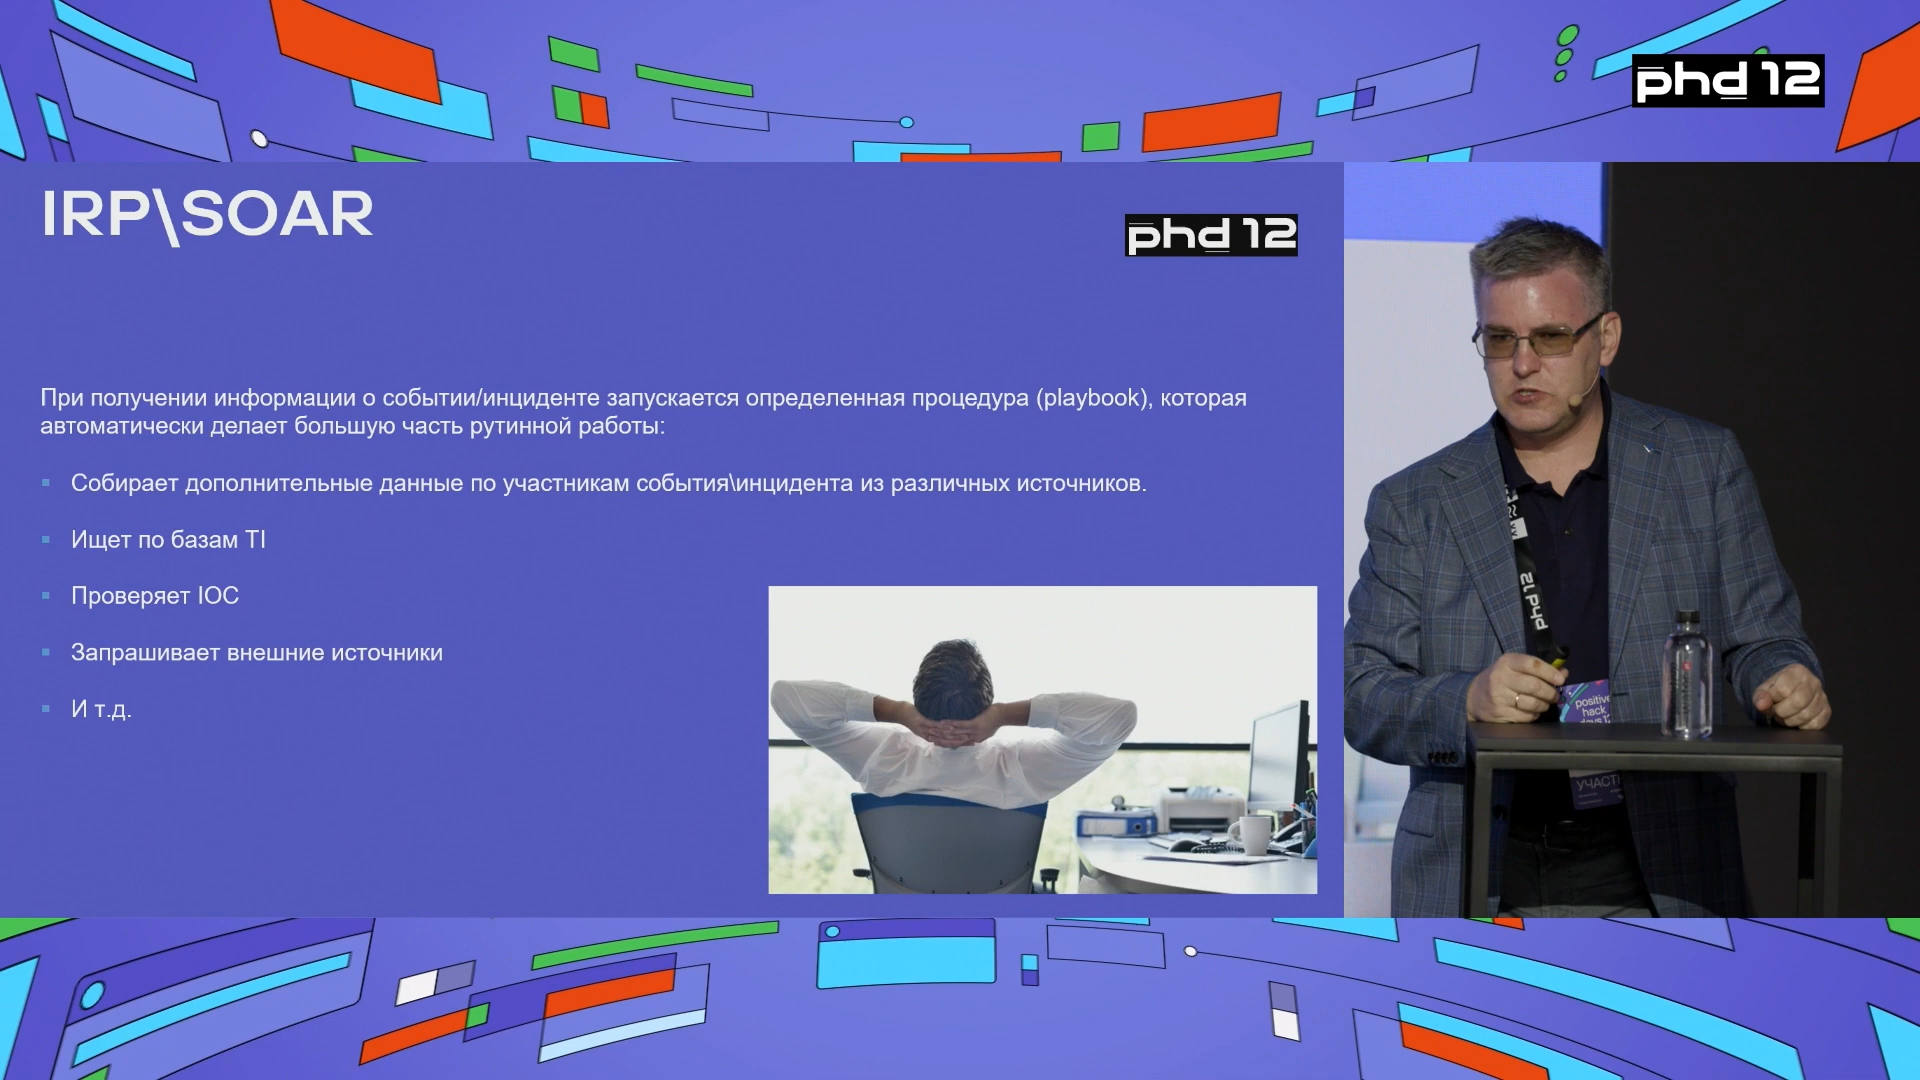 phd 12
IRP\SOAR
phd 12
При получении информации о событии/инциденте запускается определенная процедура (playbook), которая
автоматически делает большую часть рутинной работы:
Собирает дополнительные данные по участникам события\инцидента из различных источников.
Ищет по базам TI
Проверяет IOC
Запрашивает внешние источники
И т.д.
phd 12
positive
hack
days 12
УЧАСТ